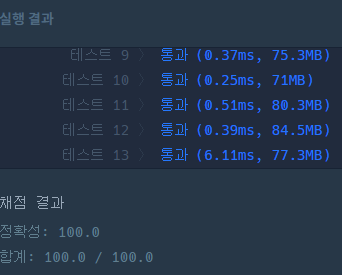 실행 결과
테스트 9 〉 통과 (0.37ms, 75.3MB)
테스트 10 〉 통과 (0.25ms, 71MB)
테스트 11 〉 통과 (0.51ms, 80.3MB)
테스트 12 〉 통과 (0.39ms, 84.5MB)
테스트 13 〉 통과 (6.11ms, 77.3MB)
채점 결과
정확성: 100.0
합계: 100.0 / 100.0